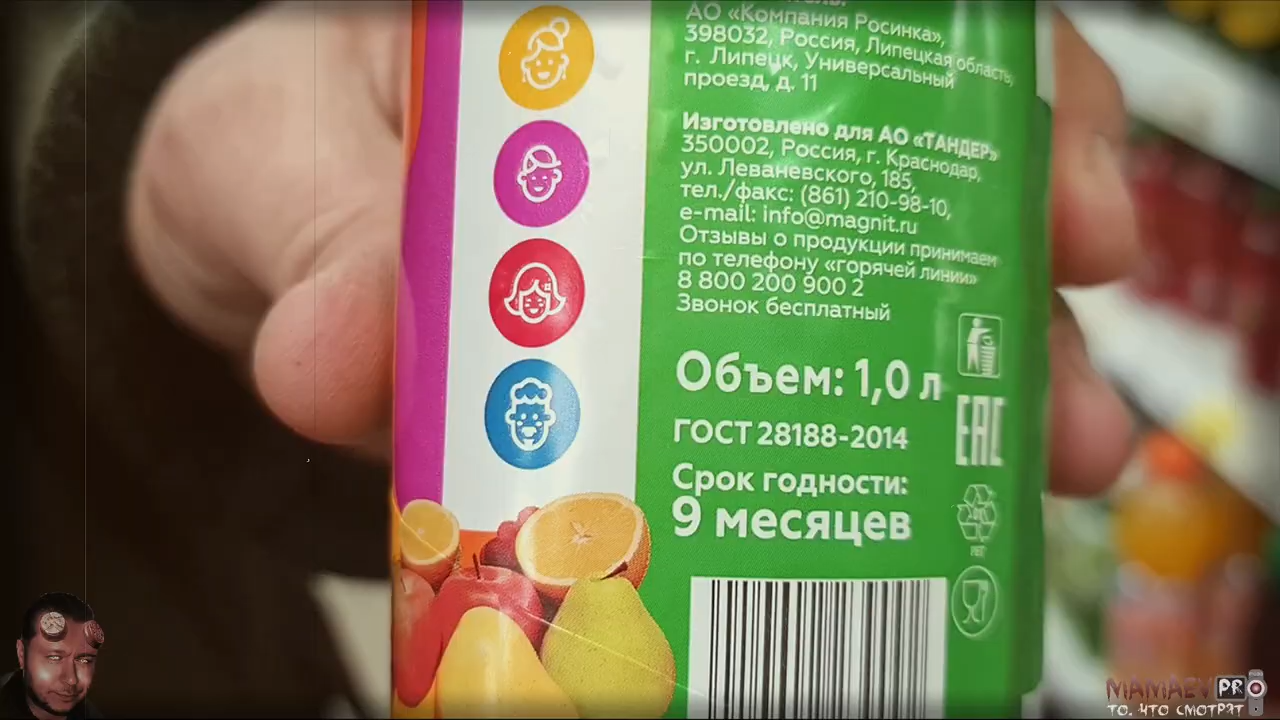 АО «Компания Росинка»,
398032, Россия, Липецкая область,
г. Липецк, Универсальный
проезд, д. 11
Изготовлено для АО «ТАНДЕР»
350002, Россия, г. Краснодар,
ул. Леваневского, 185,
тел./факс: (861) 210-98-10,
e-mail: info@magnit.ru
Отзывы о продукции принимаем
по телефону «горячей линии»
8 800 200 900 2
Звонок бесплатный
Объем: 1,0 л
ГОСТ 28188-2014
Срок годности:
9 месяцев
EAC
ПЭТ
MAMAEV PRO
ТО, ЧТО СМОТРЯТ